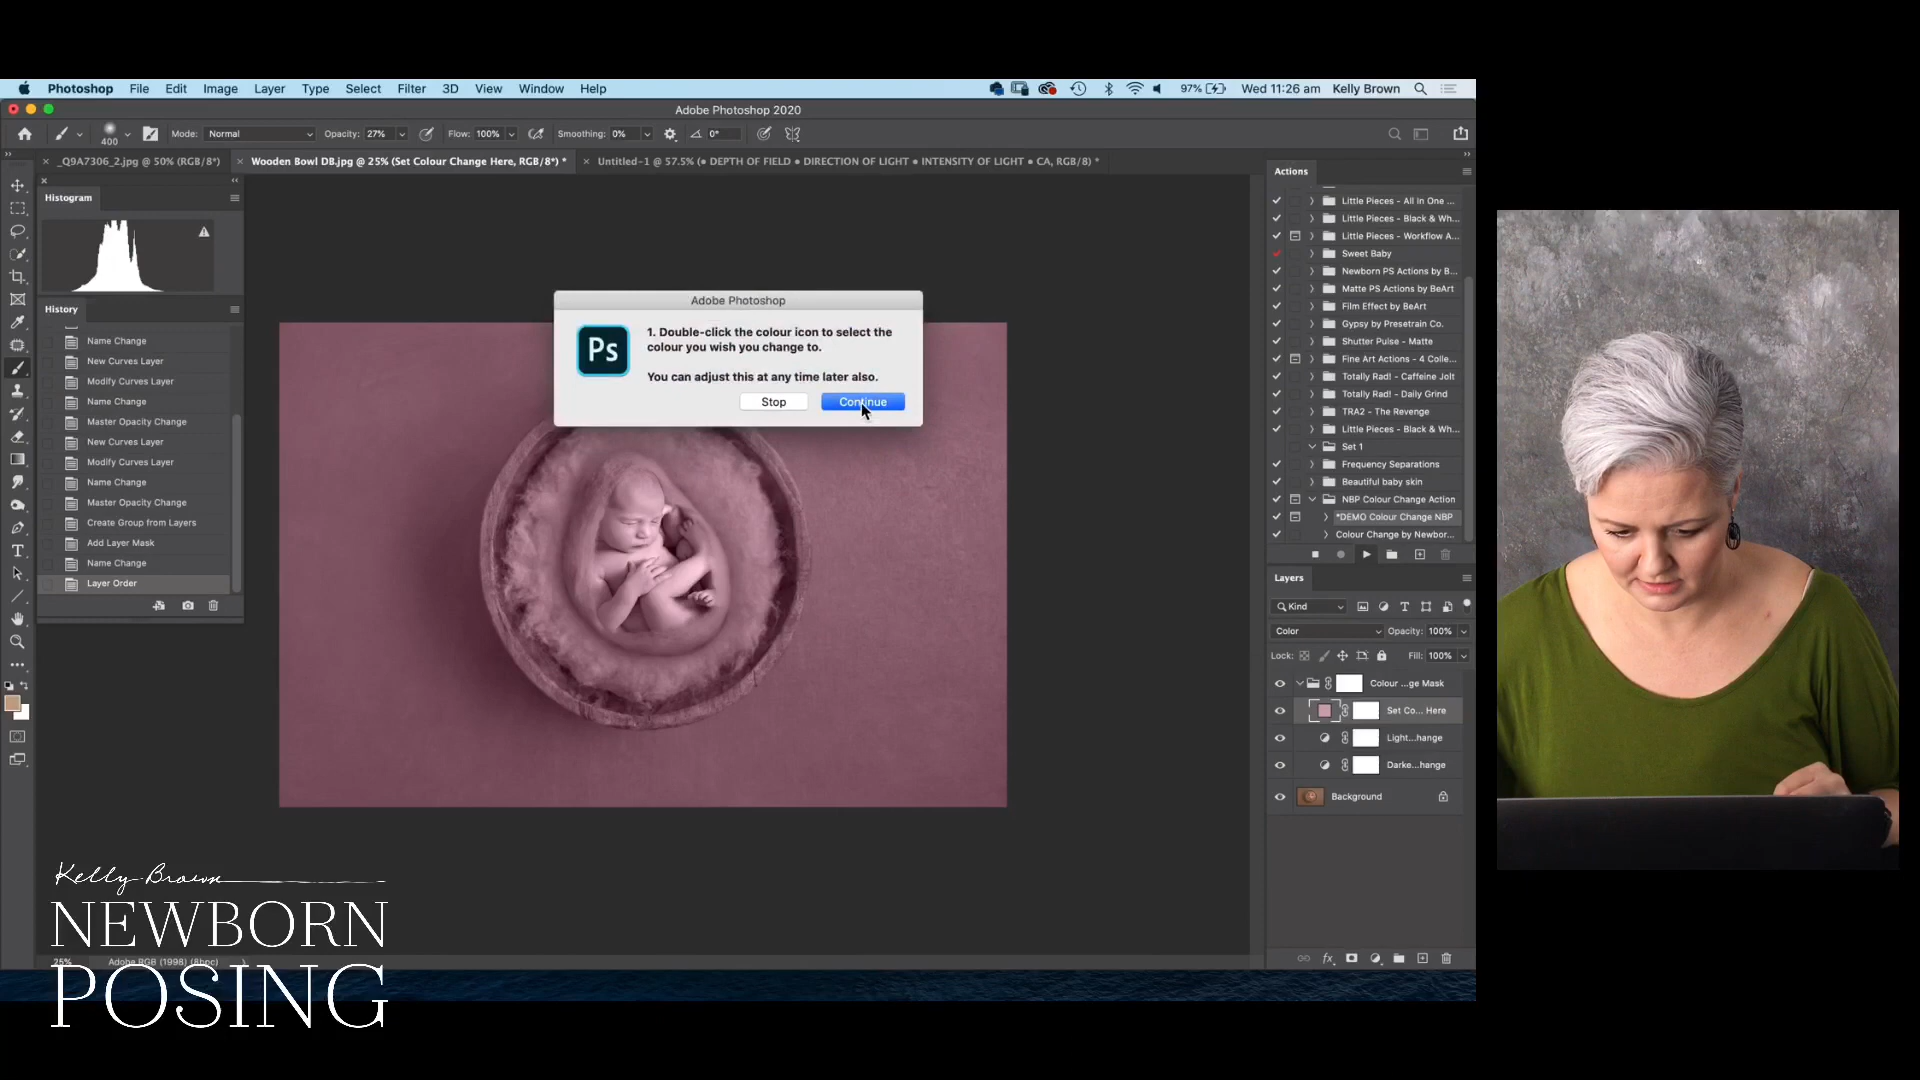 Photoshop File Edit Image Layer Type Select Filter 3D View Window Help
97% Wed 11:26 am Kelly Brown
Adobe Photoshop 2020
400 Mode: Normal Opacity: 27% Flow: 100% Smoothing: 0% 0°
_Q9A7306_2.jpg @ 50% (RGB/8*)
Wooden Bowl DB.jpg @ 25% (Set Colour Change Here, RGB/8*) *
Untitled-1 @ 57.5% (● DEPTH OF FIELD ● DIRECTION OF LIGHT ● INTENSITY OF LIGHT ● CA, RGB/8) *
Histogram
History
Name Change
New Curves Layer
Modify Curves Layer
Name Change
Master Opacity Change
New Curves Layer
Modify Curves Layer
Name Change
Master Opacity Change
Create Group from Layers
Add Layer Mask
Name Change
Layer Order
Adobe Photoshop
Ps
1. Double-click the colour icon to select the
colour you wish you change to.
You can adjust this at any time later also.
Stop
Continue
Actions
Little Pieces - All In One ...
Little Pieces - Black & Wh...
Little Pieces - Workflow A...
Sweet Baby
Newborn PS Actions by B...
Matte PS Actions by BeArt
Film Effect by BeArt
Gypsy by Presetrain Co.
Shutter Pulse - Matte
Fine Art Actions - 4 Colle...
Totally Rad! - Caffeine Jolt
Totally Rad! - Daily Grind
TRA2 - The Revenge
Little Pieces - Black & Wh...
Set 1
Frequency Separations
Beautiful baby skin
NBP Colour Change Action
*DEMO Colour Change NBP
Colour Change by Newbor...
Layers
Kind
Color Opacity: 100%
Lock: Fill: 100%
Colour ...ge Mask
Set Co... Here
Light...hange
Darke...hange
Background
fx
25% Adobe RGB (1998) (8bpc)
Kelly Brown
NEWBORN
POSING